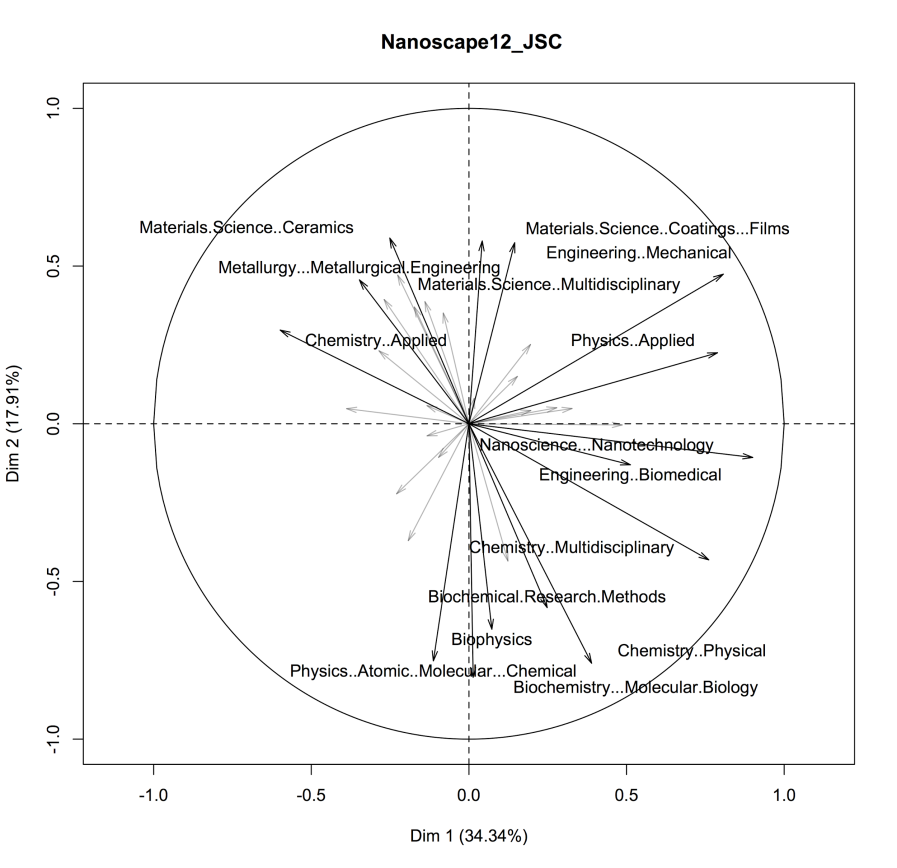 Nanoscape12_JSC
1.0
Materials.Science..Ceramics
Materials.Science..Coatings...Films
Engineering..Mechanical
0.5
Metallurgy...Metallurgical.Engineering
Materials.Science..Multidisciplinary
Chemistry..Applied
Physics..Applied
Dim 2 (17.91%)
0.0
Nanoscience...Nanotechnology
Engineering..Biomedical
Chemistry..Multidisciplinary
-0.5
Biochemical.Research.Methods
Biophysics
Chemistry..Physical
Physics..Atomic..Molecular...Chemical
Biochemistry...Molecular.Biology
-1.0
-1.0 -0.5 0.0 0.5 1.0
Dim 1 (34.34%)